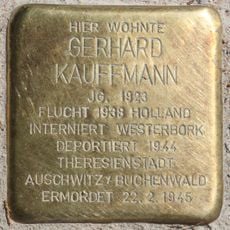 HIER WOHNTE
GERHARD
KAUFFMANN
JG. 1923
FLUCHT 1938 HOLLAND
INTERNIERT WESTERBORK
DEPORTIERT 1944
THERESIENSTADT
AUSCHWITZ BUCHENWALD
ERMORDET 22.2.1945